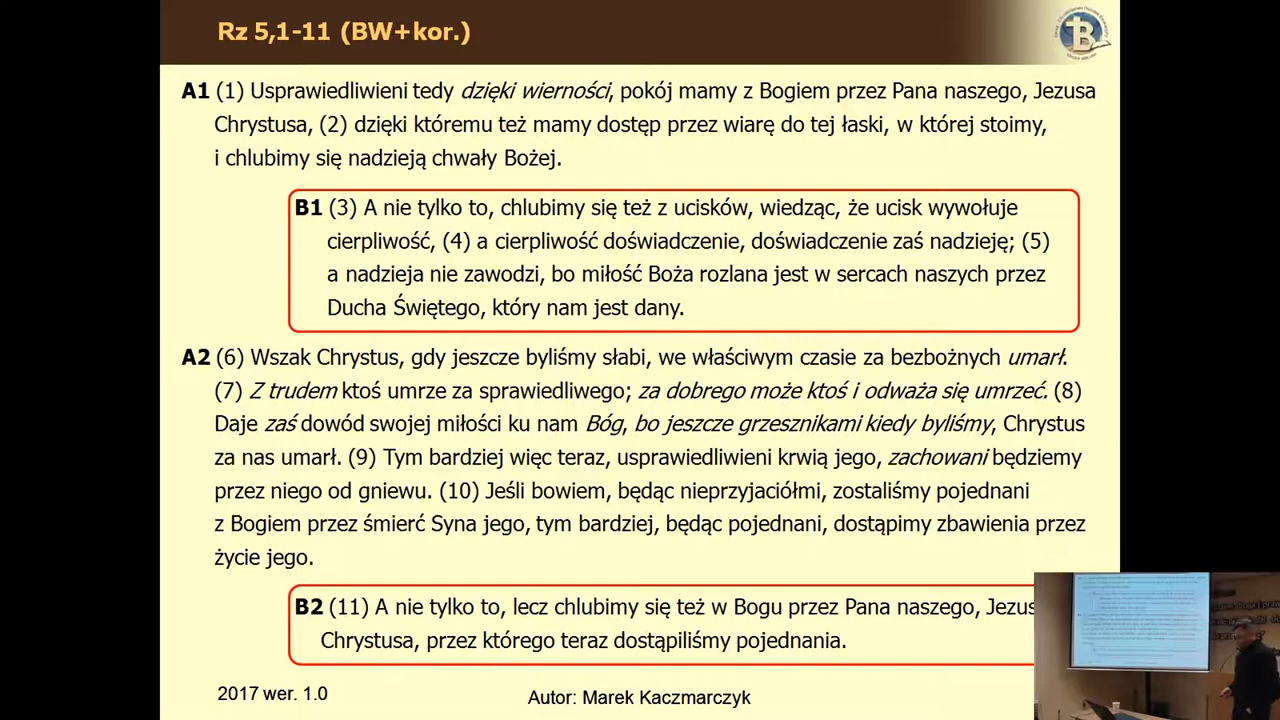 Rz 5,1-11 (BW+kor.)
A1 (1) Usprawiedliwieni tedy dzięki wierności, pokój mamy z Bogiem przez Pana naszego, Jezusa
Chrystusa, (2) dzięki któremu też mamy dostęp przez wiarę do tej łaski, w której stoimy,
i chlubimy się nadzieją chwały Bożej.
B1 (3) A nie tylko to, chlubimy się też z ucisków, wiedząc, że ucisk wywołuje
cierpliwość, (4) a cierpliwość doświadczenie, doświadczenie zaś nadzieję; (5)
a nadzieja nie zawodzi, bo miłość Boża rozlana jest w sercach naszych przez
Ducha Świętego, który nam jest dany.
A2 (6) Wszak Chrystus, gdy jeszcze byliśmy słabi, we właściwym czasie za bezbożnych umarł.
(7) Z trudem ktoś umrze za sprawiedliwego; za dobrego może ktoś i odważa się umrzeć. (8)
Daje zaś dowód swojej miłości ku nam Bóg, bo jeszcze grzesznikami kiedy byliśmy, Chrystus
za nas umarł. (9) Tym bardziej więc teraz, usprawiedliwieni krwią jego, zachowani będziemy
przez niego od gniewu. (10) Jeśli bowiem, będąc nieprzyjaciółmi, zostaliśmy pojednani
z Bogiem przez śmierć Syna jego, tym bardziej, będąc pojednani, dostąpimy zbawienia przez
życie jego.
B2 (11) A nie tylko to, lecz chlubimy się też w Bogu przez Pana naszego, Jezus
Chrystusa, przez którego teraz dostąpiliśmy pojednania.
2017 wer. 1.0
Autor: Marek Kaczmarczyk